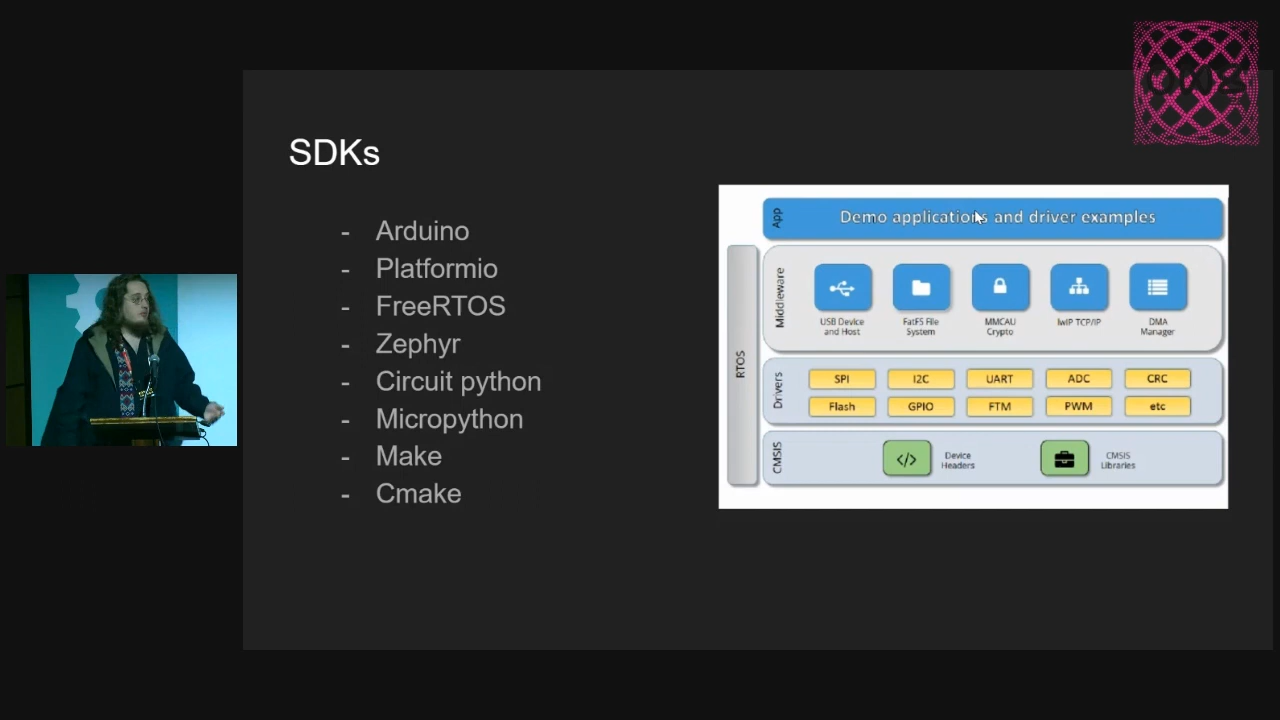 SDKs
- Arduino
- Platformio
- FreeRTOS
- Zephyr
- Circuit python
- Micropython
- Make
- Cmake
App
Demo applications and driver examples
RTOS
Middleware
USB Device
and Host
FatFS File
System
MMCAU
Crypto
lwIP TCP/IP
DMA
Manager
Drivers
SPI
I2C
UART
ADC
CRC
Flash
GPIO
FTM
PWM
etc
CMSIS
</>
Device
Headers
CMSIS
Libraries